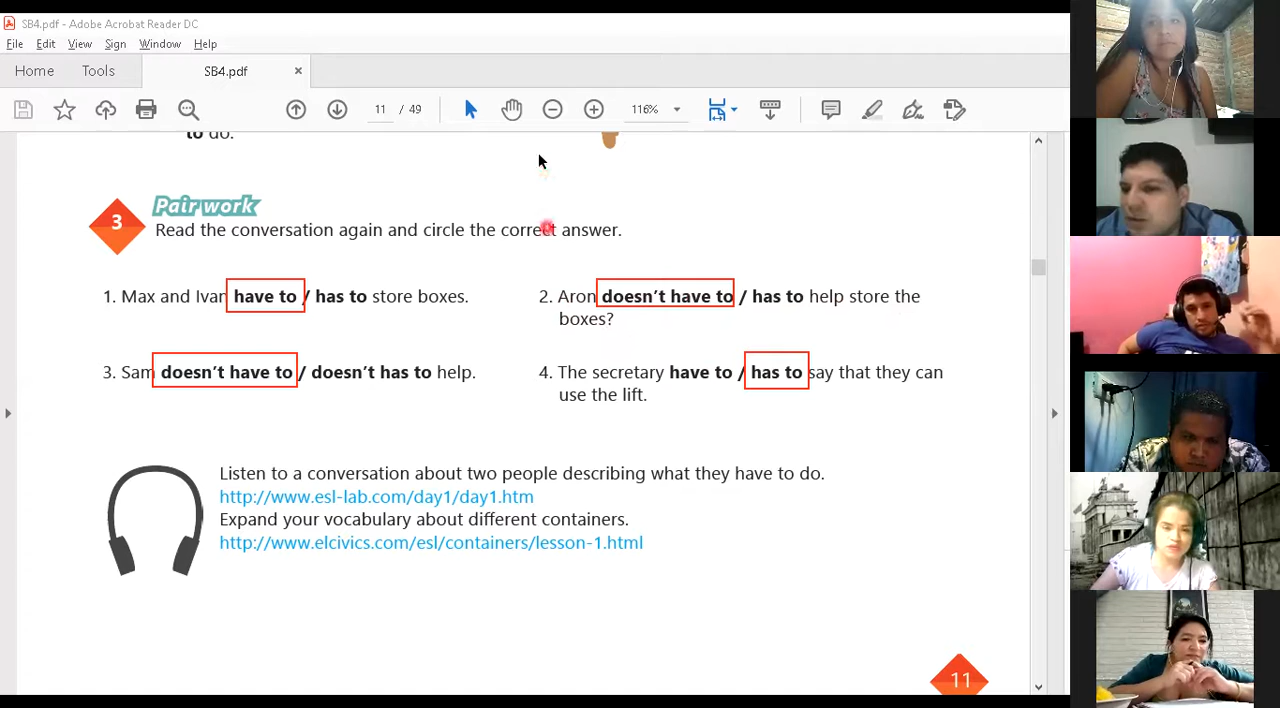 SB4.pdf - Adobe Acrobat Reader DC
File Edit View Sign Window Help
Home Tools SB4.pdf ×
11 / 49 116%
to do.
3 Pair work
Read the conversation again and circle the correct answer.
1. Max and Ivan have to / has to store boxes.
2. Aron doesn't have to / has to help store the
boxes?
3. Sam doesn't have to / doesn't has to help.
4. The secretary have to / has to say that they can
use the lift.
Listen to a conversation about two people describing what they have to do.
http://www.esl-lab.com/day1/day1.htm
Expand your vocabulary about different containers.
http://www.elcivics.com/esl/containers/lesson-1.html
11